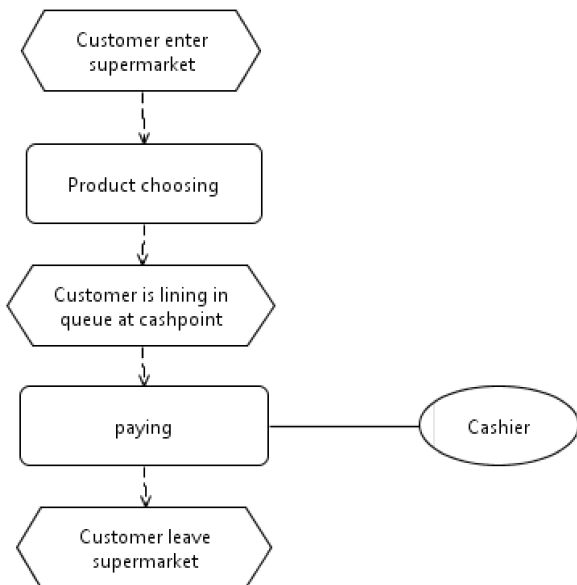 Customer enter
supermarket
Product choosing
Customer is lining in
queue at cashpoint
paying
Cashier
Customer leave
supermarket